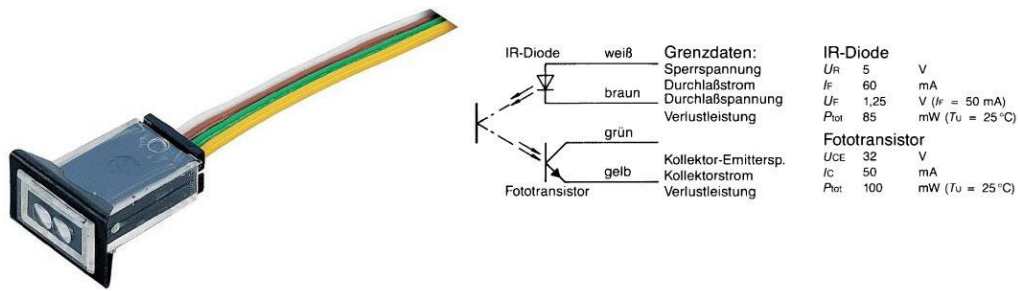 IR-Diode weiß Grenzdaten: IR-Diode
Sperrspannung UR 5 V
Durchlaßstrom IF 60 mA
braun Durchlaßspannung UF 1,25 V (IF = 50 mA)
Verlustleistung Ptot 85 mW (TU = 25°C)
grün Fototransistor
Kollektor-Emittersp. UCE 32 V
gelb Kollektorstrom IC 50 mA
Fototransistor Verlustleistung Ptot 100 mW (TU = 25°C)